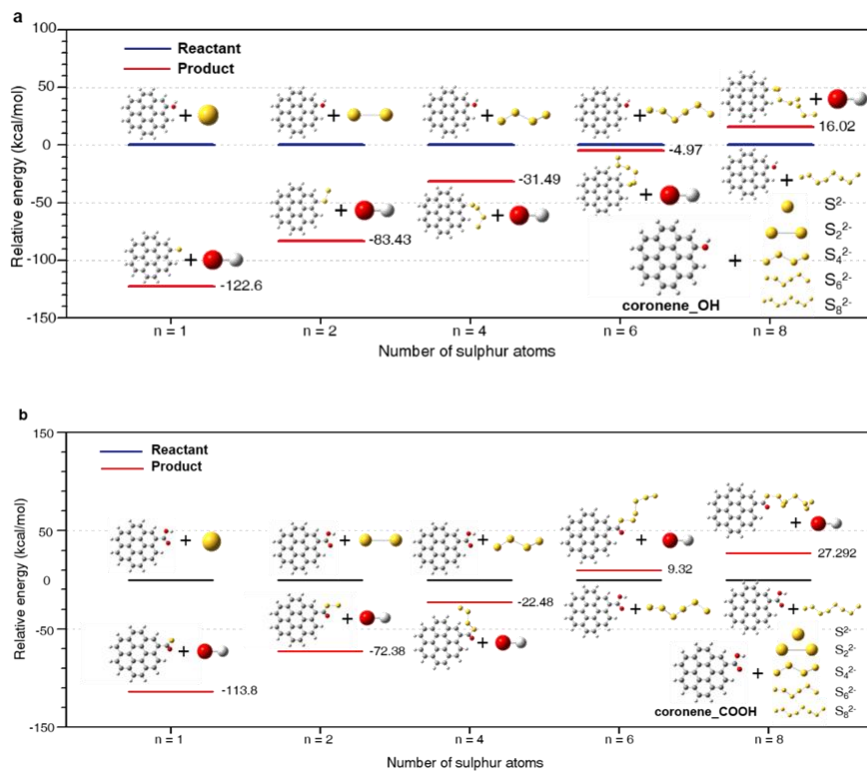 a
100
50
0
-50
-100
-150
Relative energy (kcal/mol)
Reactant
Product
+
+
+
+
+
16.02
-4.97
-31.49
-83.43
-122.6
+
+
+
+
+
coronene_OH
+
S2-
S22-
S42-
S62-
S82-
n = 1
n = 2
n = 4
n = 6
n = 8
Number of sulphur atoms
b
150
100
50
0
-50
-100
-150
Relative energy (kcal/mol)
Reactant
Product
+
+
+
+
+
27.292
9.32
-22.48
-72.38
-113.8
+
+
+
+
+
coronene_COOH
+
S2-
S22-
S42-
S62-
S82-
n = 1
n = 2
n = 4
n = 6
n = 8
Number of sulphur atoms